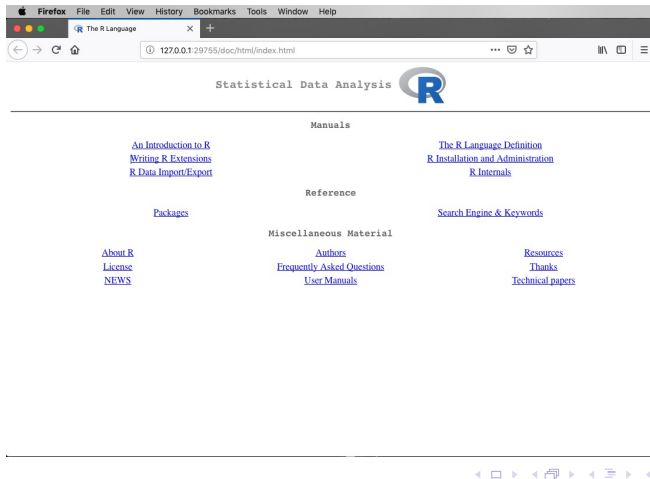 Firefox File Edit View History Bookmarks Tools Window Help
The R Language
127.0.0.1:29755/doc/html/index.html
Statistical Data Analysis R
Manuals
An Introduction to R The R Language Definition
Writing R Extensions R Installation and Administration
R Data Import/Export R Internals
Reference
Packages Search Engine & Keywords
Miscellaneous Material
About R Authors Resources
License Frequently Asked Questions Thanks
NEWS User Manuals Technical papers